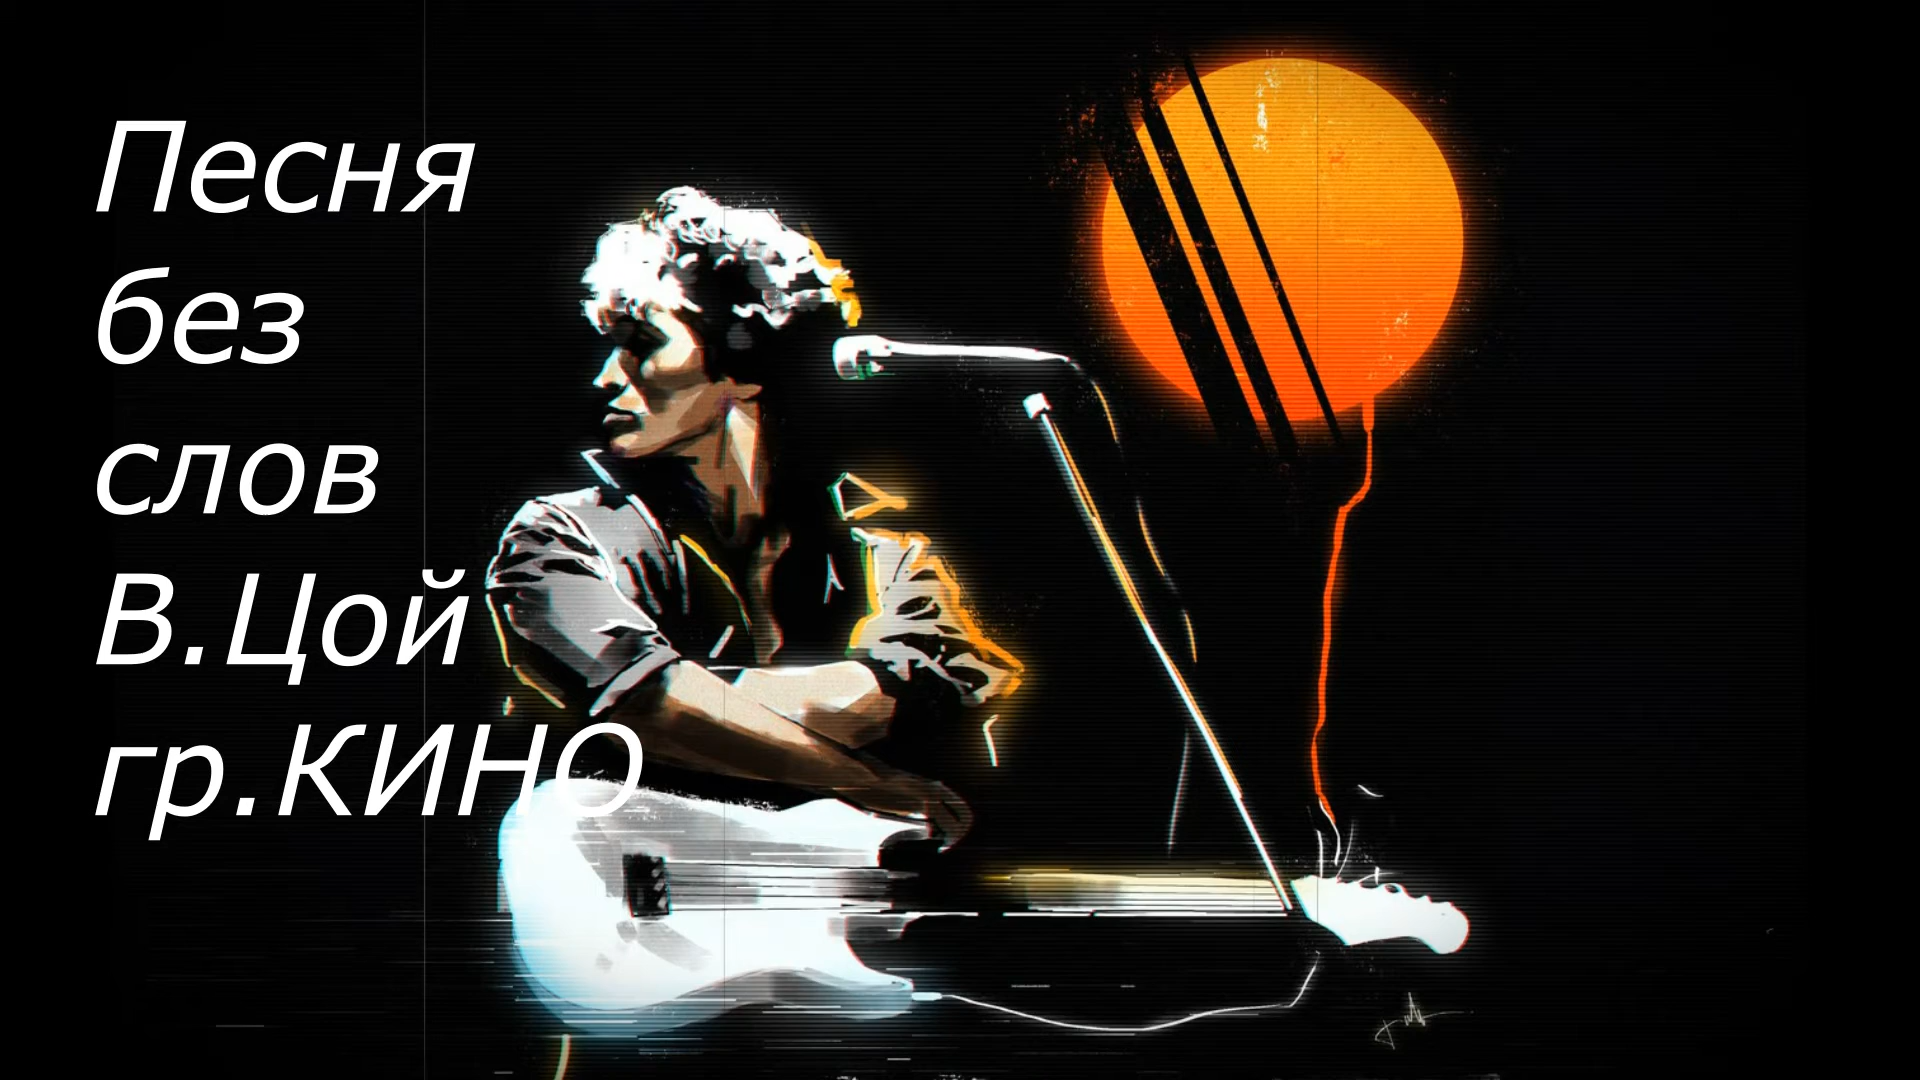 Песня
без
слов
В.Цой
гр.КИНО